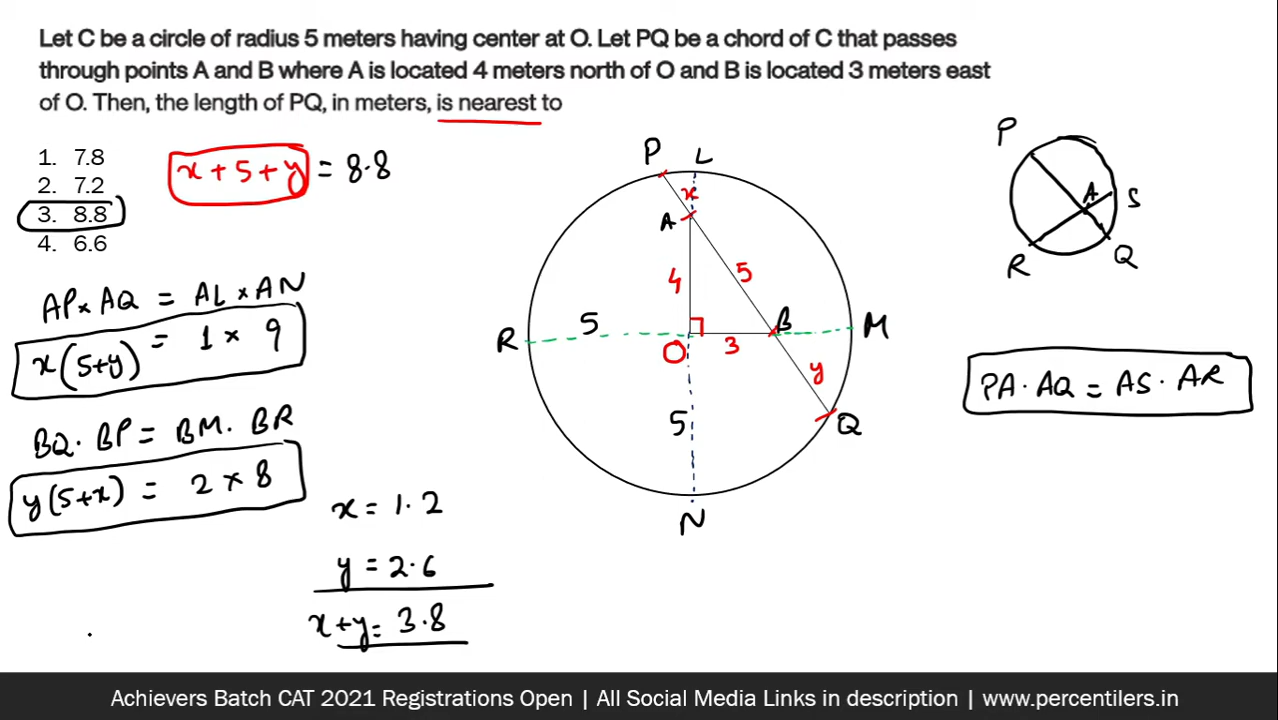 Let C be a circle of radius 5 meters having center at O. Let PQ be a chord of C that passes
through points A and B where A is located 4 meters north of O and B is located 3 meters east
of O. Then, the length of PQ, in meters, is nearest to
1. 7.8
2. 7.2
3. 8.8
4. 6.6
x + 5 + y = 8.8
AP × AQ = AL × AN
x(5+y) = 1 × 9
BQ · BP = BM · BR
y(5+x) = 2 × 8
x = 1.2
y = 2.6
x+y = 3.8
P L
x
A
4 5
R 5 O 3 B M
y
5 Q
N
P
A S
R Q
PA · AQ = AS · AR
Achievers Batch CAT 2021 Registrations Open | All Social Media Links in description | www.percentilers.in